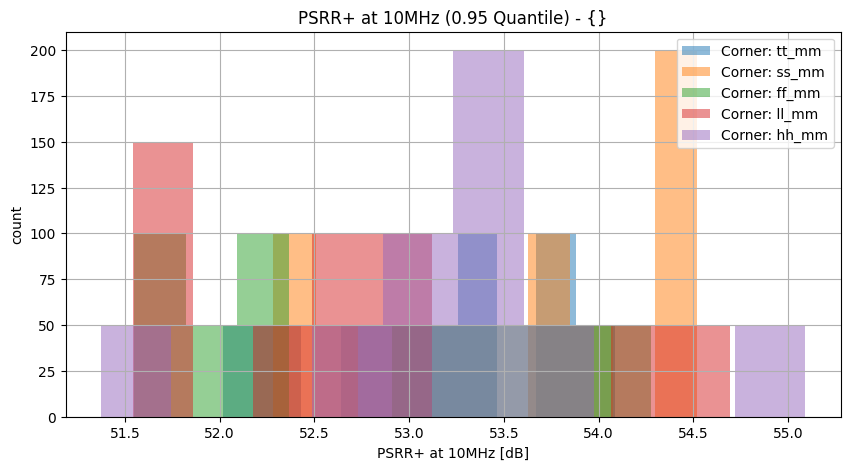 PSRR+ at 10MHz (0.95 Quantile) - {}
Corner: tt_mm
Corner: ss_mm
Corner: ff_mm
Corner: ll_mm
Corner: hh_mm
200
175
150
125
100
75
50
25
0
count
51.5 52.0 52.5 53.0 53.5 54.0 54.5 55.0
PSRR+ at 10MHz [dB]